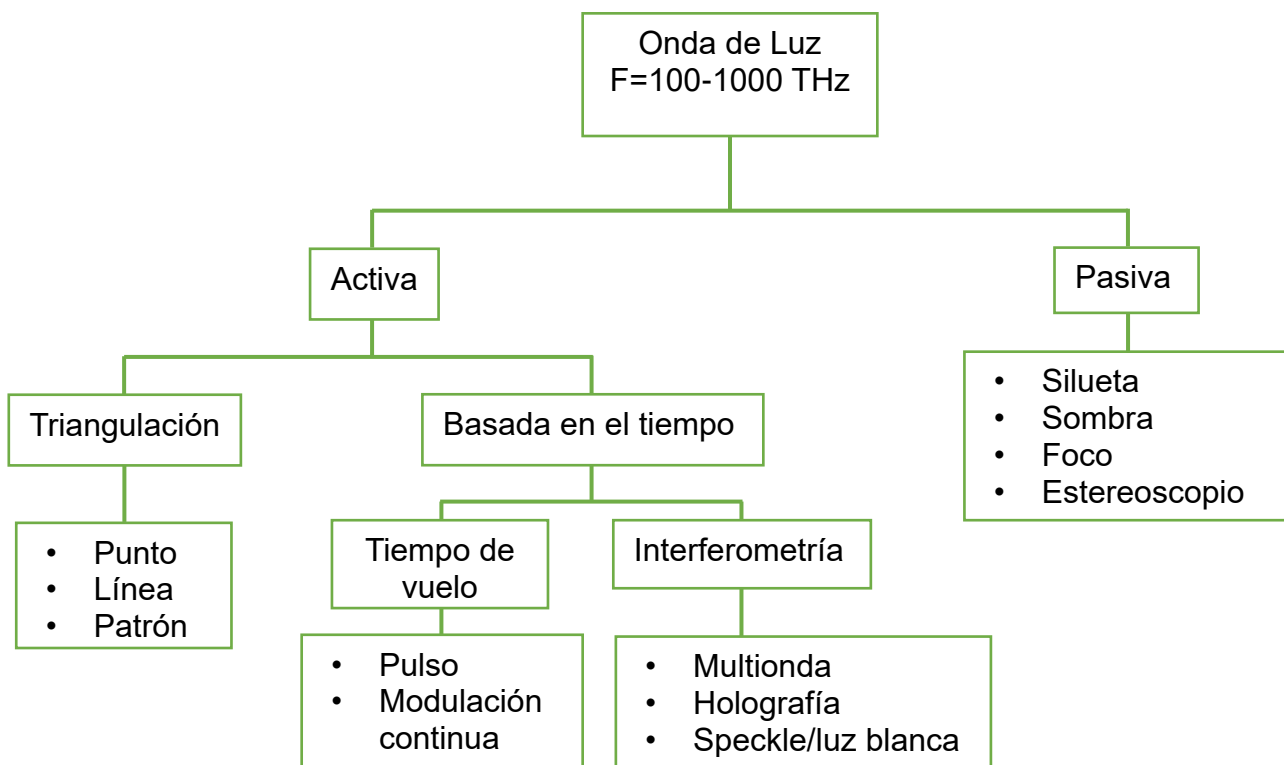 Onda de Luz
F=100-1000 THz
Activa
Pasiva
Triangulación
Basada en el tiempo
• Silueta
• Sombra
• Foco
• Estereoscopio
• Punto
• Línea
• Patrón
Tiempo de
vuelo
Interferometría
• Pulso
• Modulación
continua
• Multionda
• Holografía
• Speckle/luz blanca